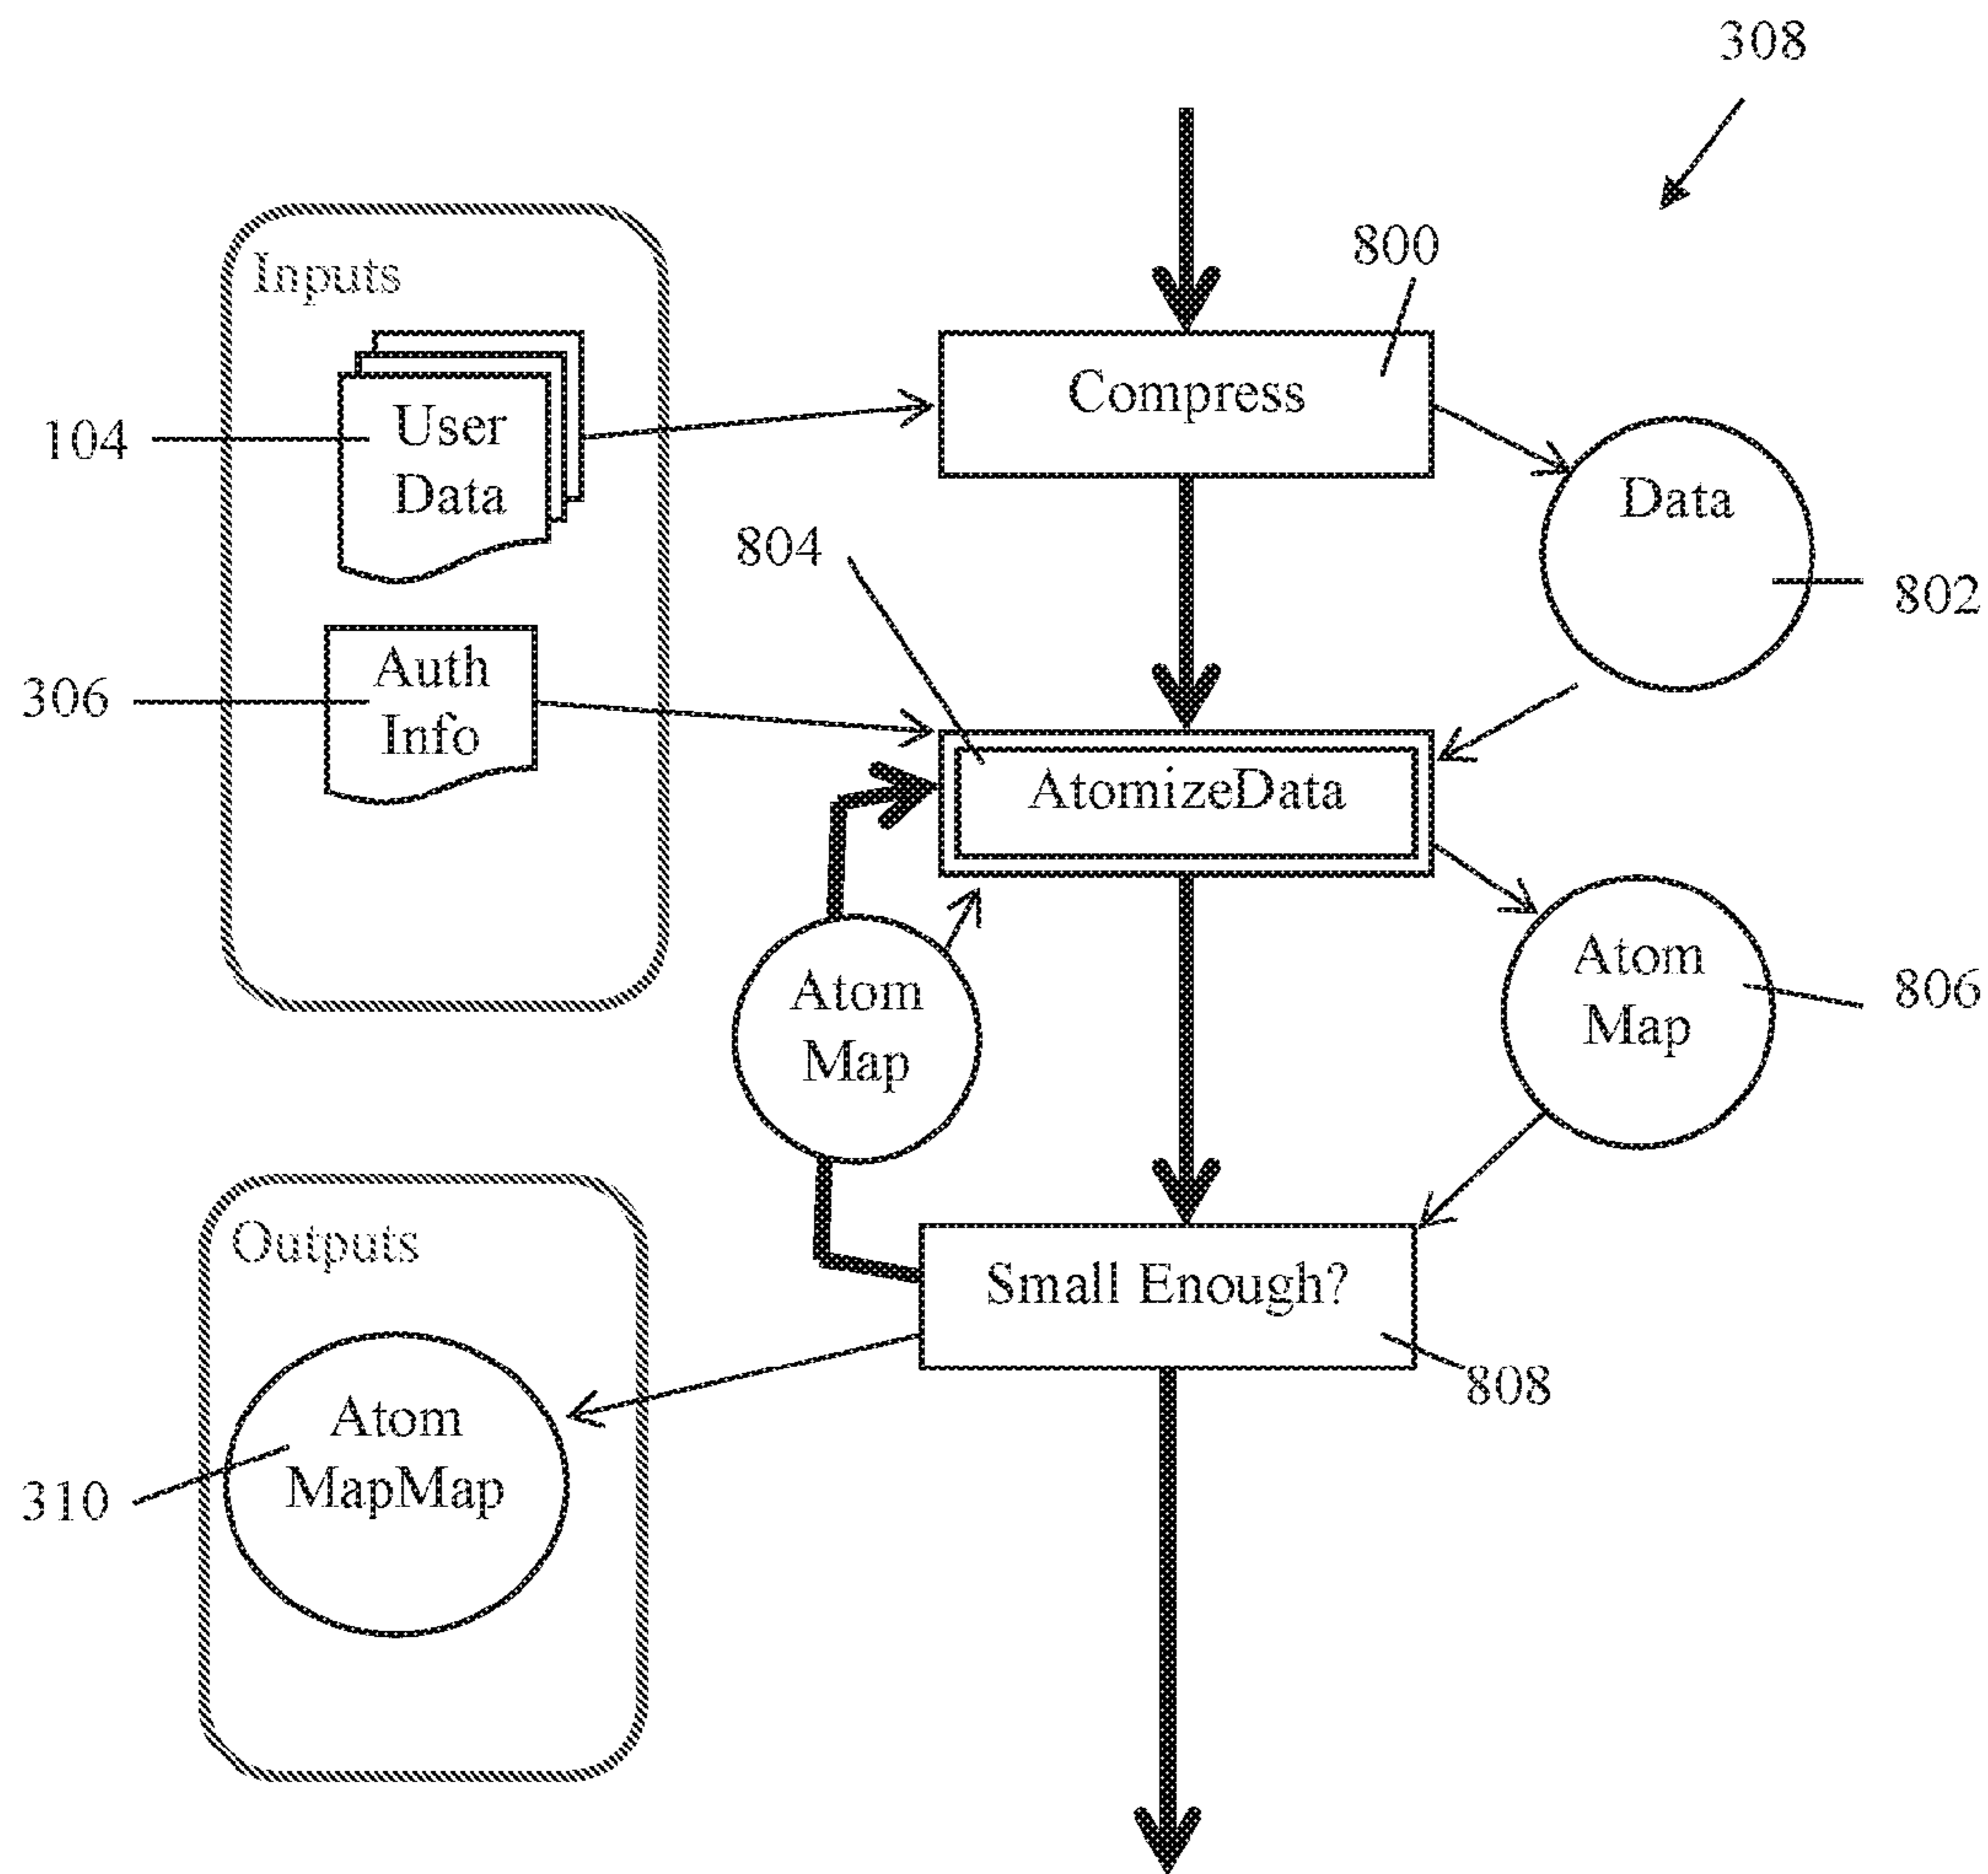 308
800
Inputs
Compress
User
Data
104
Data
802
804
Auth
Info
306
AtomizeData
Atom
Map
806
Atom
Map
Outputs
Small Enough?
808
Atom
MapMap
310